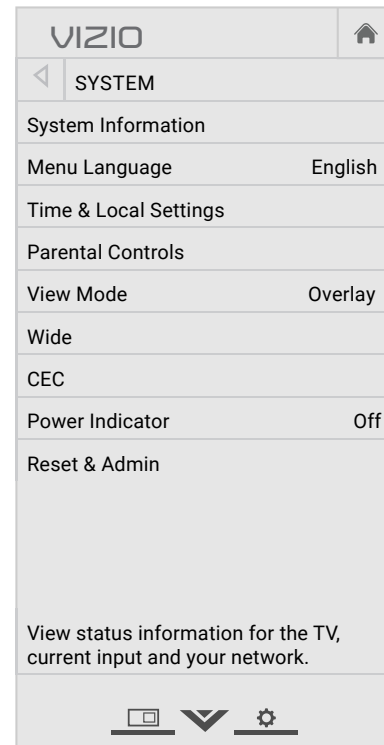 VIZIO
SYSTEM
System Information
Menu Language English
Time & Local Settings
Parental Controls
View Mode Overlay
Wide
CEC
Power Indicator Off
Reset & Admin
View status information for the TV,
current input and your network.